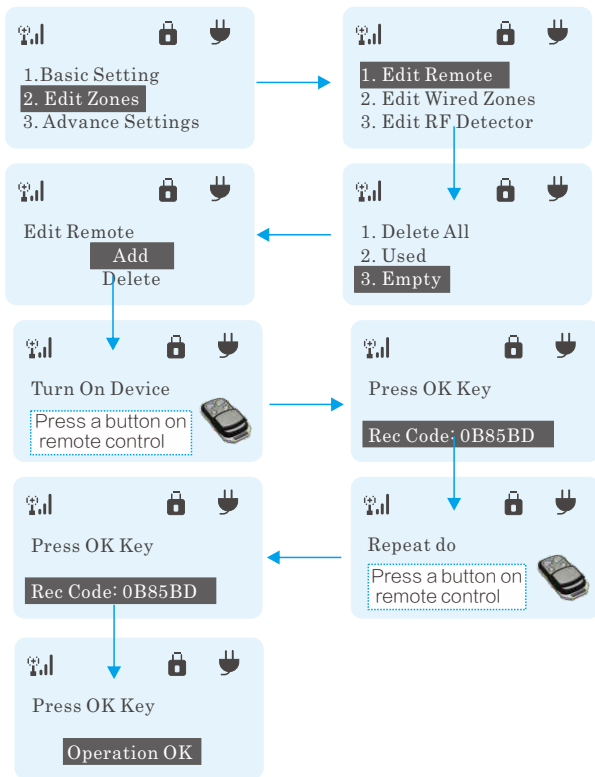 1.Basic Setting
2. Edit Zones
3. Advance Settings
1. Edit Remote
2. Edit Wired Zones
3. Edit RF Detector
Edit Remote
Add
Delete
1. Delete All
2. Used
3. Empty
Turn On Device
Press a button on
remote control
Press OK Key
Rec Code: 0B85BD
Press OK Key
Rec Code: 0B85BD
Repeat do
Press a button on
remote control
Press OK Key
Operation OK